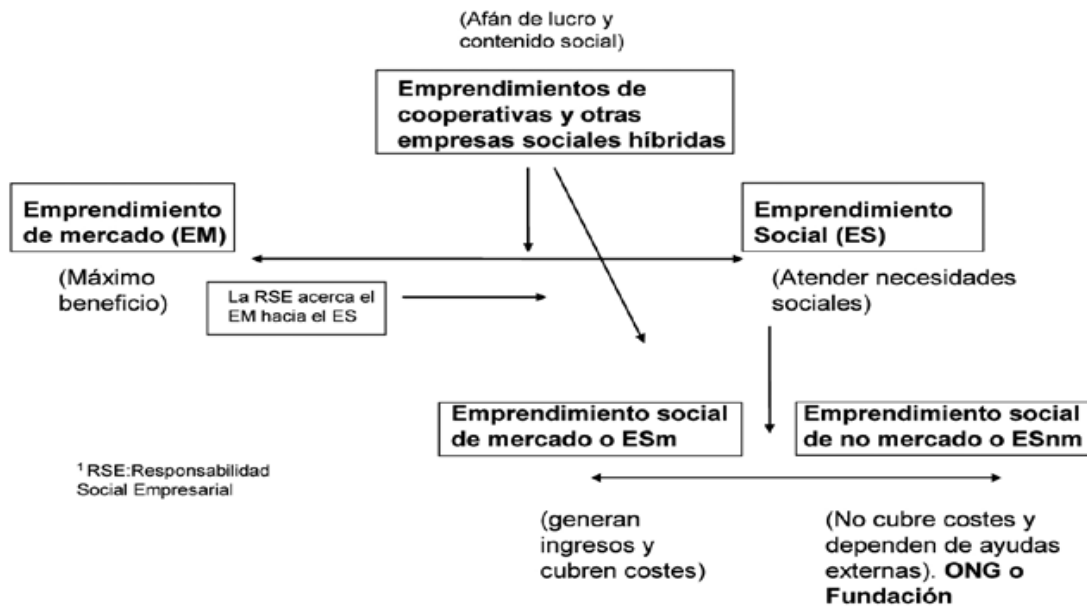 (Afán de lucro y
contenido social)
Emprendimientos de
cooperativas y otras
empresas sociales híbridas
Emprendimiento
de mercado (EM)
(Máximo
beneficio)
Emprendimiento
Social (ES)
(Atender necesidades
sociales)
La RSE acerca el
EM hacia el ES
Emprendimiento social
de mercado o ESm
Emprendimiento social
de no mercado o ESnm
1 RSE:Responsabilidad
Social Empresarial
(generan
ingresos y
cubren costes)
(No cubre costes y
dependen de ayudas
externas). ONG o
Fundación